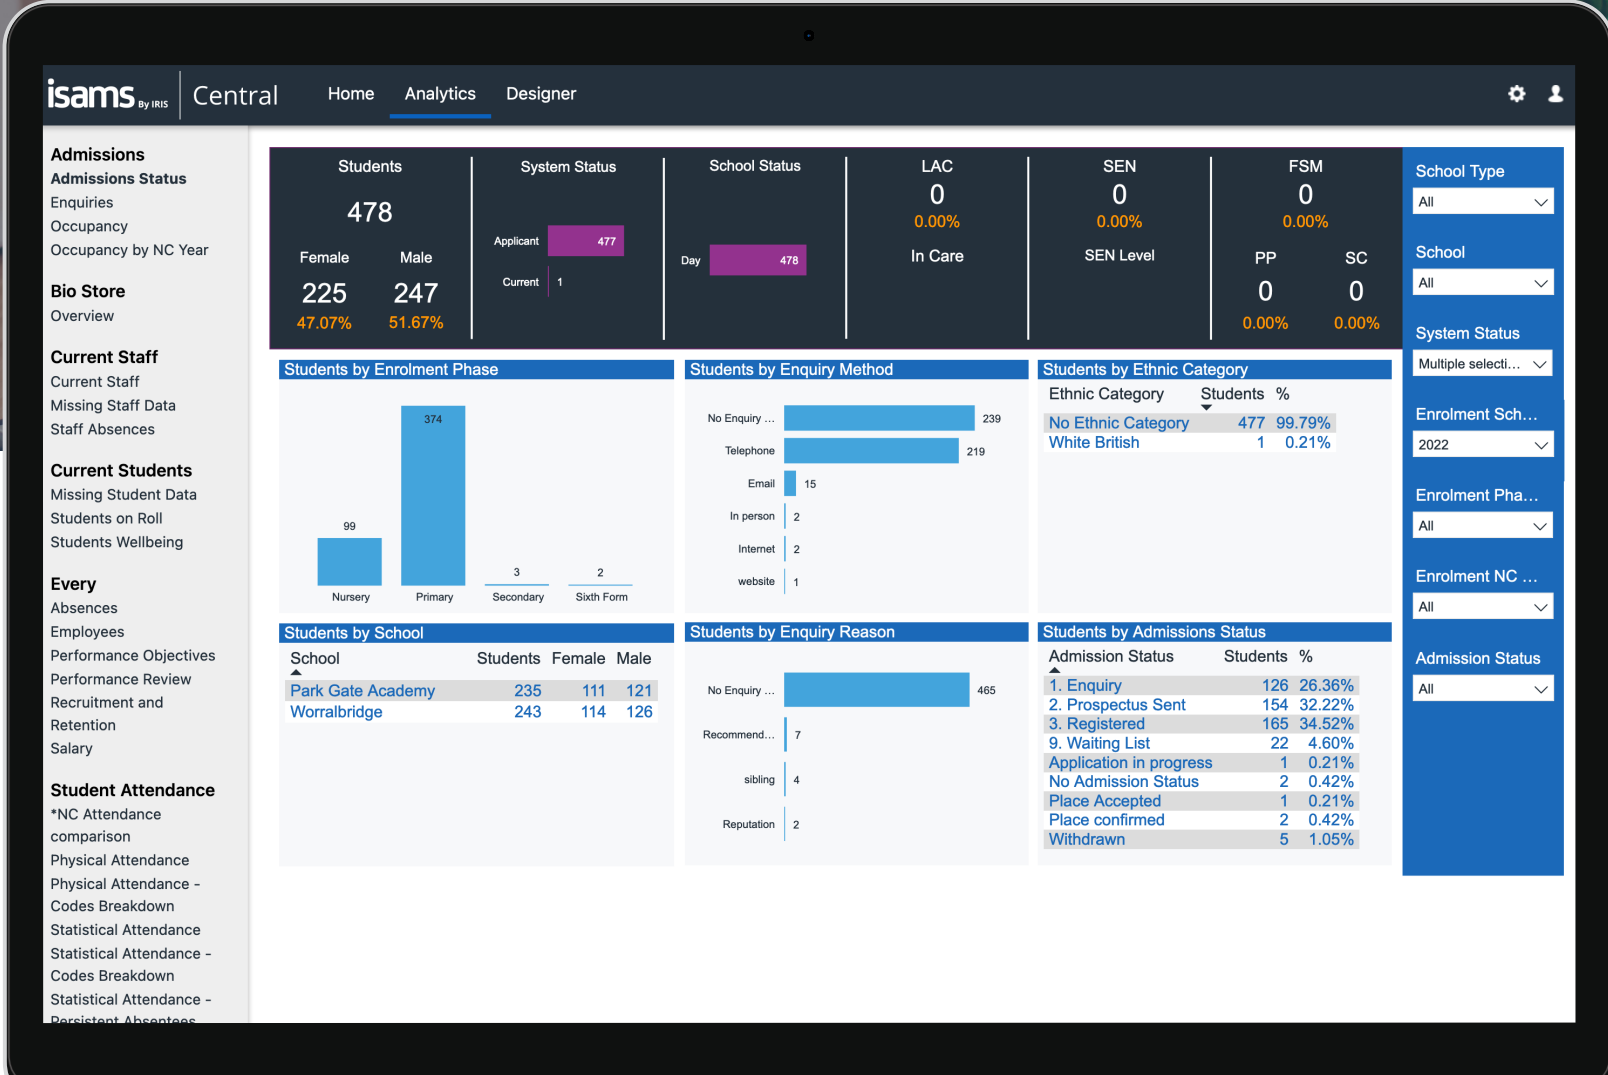 isams By IRIS Central Home Analytics Designer
Admissions
Admissions Status
Enquiries
Occupancy
Occupancy by NC Year
Bio Store
Overview
Current Staff
Current Staff
Missing Staff Data
Staff Absences
Current Students
Missing Student Data
Students on Roll
Students Wellbeing
Every
Absences
Employees
Performance Objectives
Performance Review
Recruitment and
Retention
Salary
Student Attendance
*NC Attendance
comparison
Physical Attendance
Physical Attendance -
Codes Breakdown
Statistical Attendance
Statistical Attendance -
Codes Breakdown
Statistical Attendance -
Persistent Absentees
Students
478
Female Male
225 247
47.07% 51.67%
System Status
Applicant 477
Current 1
School Status
Day 478
LAC
0
0.00%
In Care
SEN
0
0.00%
SEN Level
FSM
0
0.00%
PP SC
0 0
0.00% 0.00%
Students by Enrolment Phase
374
99
3
2
Nursery Primary Secondary Sixth Form
Students by Enquiry Method
No Enquiry ... 239
Telephone 219
Email 15
In person 2
Internet 2
website 1
Students by Ethnic Category
Ethnic Category Students %
No Ethnic Category 477 99.79%
White British 1 0.21%
Students by School
School Students Female Male
Park Gate Academy 235 111 121
Worralbridge 243 114 126
Students by Enquiry Reason
No Enquiry ... 465
Recommend... 7
sibling 4
Reputation 2
Students by Admissions Status
Admission Status Students %
1. Enquiry 126 26.36%
2. Prospectus Sent 154 32.22%
3. Registered 165 34.52%
9. Waiting List 22 4.60%
Application in progress 1 0.21%
No Admission Status 2 0.42%
Place Accepted 1 0.21%
Place confirmed 2 0.42%
Withdrawn 5 1.05%
School Type
All
School
All
System Status
Multiple selecti...
Enrolment Sch...
2022
Enrolment Pha...
All
Enrolment NC ...
All
Admission Status
All